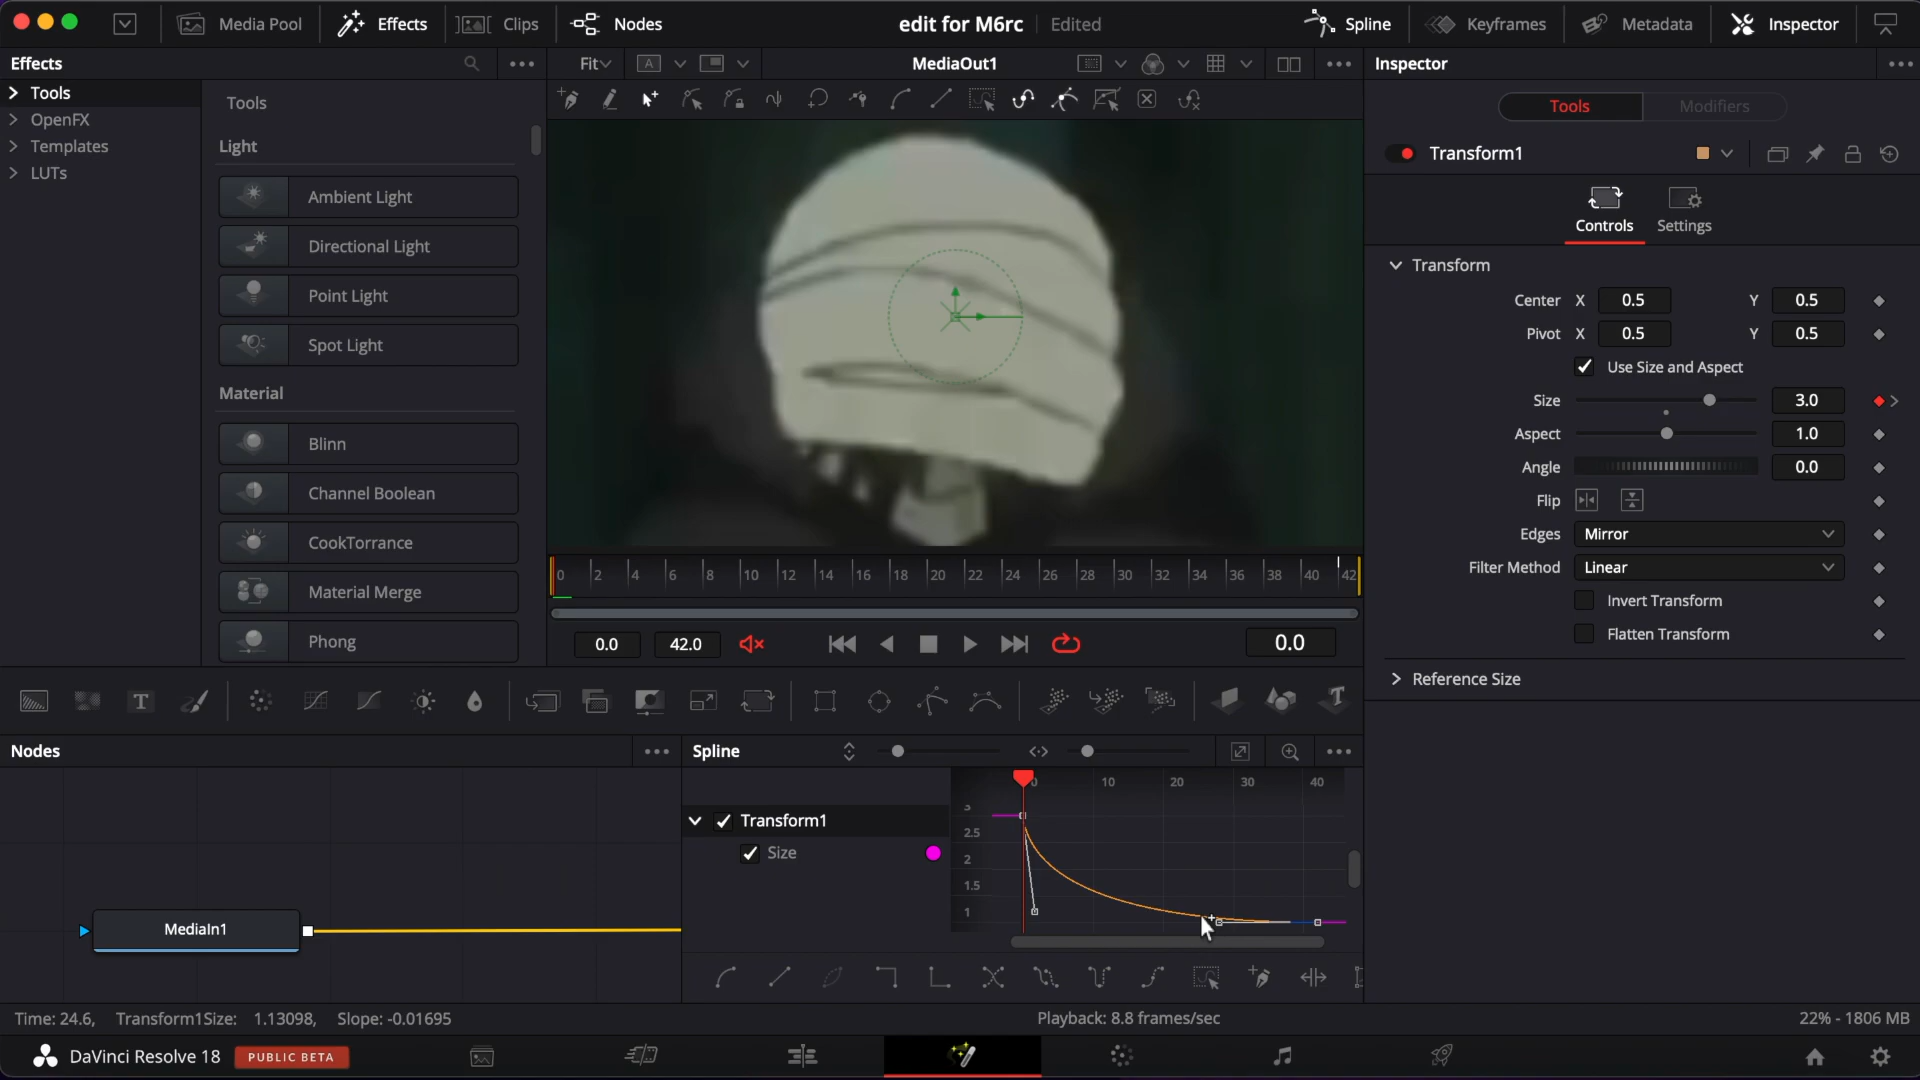 Media Pool
Effects
Clips
Nodes
edit for M6rc
Edited
Spline
Keyframes
Metadata
Inspector
Effects
Fit
A
MediaOut1
Inspector
Tools
OpenFX
Templates
LUTs
Tools
Light
Ambient Light
Directional Light
Point Light
Spot Light
Material
Blinn
Channel Boolean
CookTorrance
Material Merge
Phong
0 2 4 6 8 10 12 14 16 18 20 22 24 26 28 30 32 34 36 38 40 42
0.0
42.0
0.0
Tools
Modifiers
Transform1
Controls
Settings
Transform
Center X 0.5 Y 0.5
Pivot X 0.5 Y 0.5
Use Size and Aspect
Size 3.0
Aspect 1.0
Angle 0.0
Flip
Edges Mirror
Filter Method Linear
Invert Transform
Flatten Transform
Reference Size
T
T
Nodes
MediaIn1
Spline
Transform1
Size
0 10 20 30 40
3
2.5
2
1.5
1
Time: 24.6, Transform1Size: 1.13098, Slope: -0.01695
Playback: 8.8 frames/sec
22% - 1806 MB
DaVinci Resolve 18
PUBLIC BETA